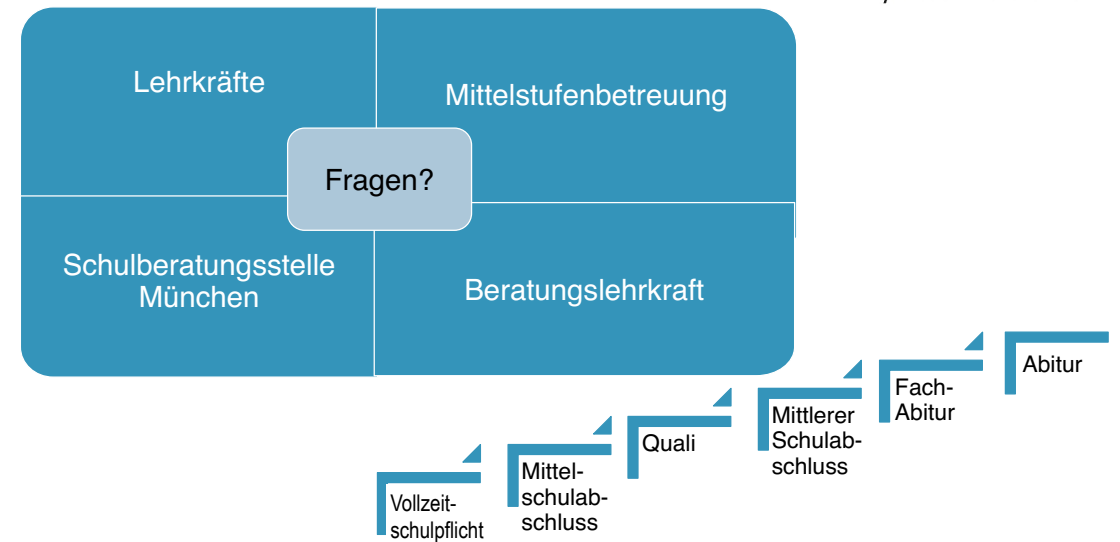 Lehrkräfte
Mittelstufenbetreuung
Fragen?
Schulberatungsstelle
München
Beratungslehrkraft
Vollzeit-
schulpflicht
Mittel-
schulab-
schluss
Quali
Mittlerer
Schulab-
schluss
Fach-
Abitur
Abitur